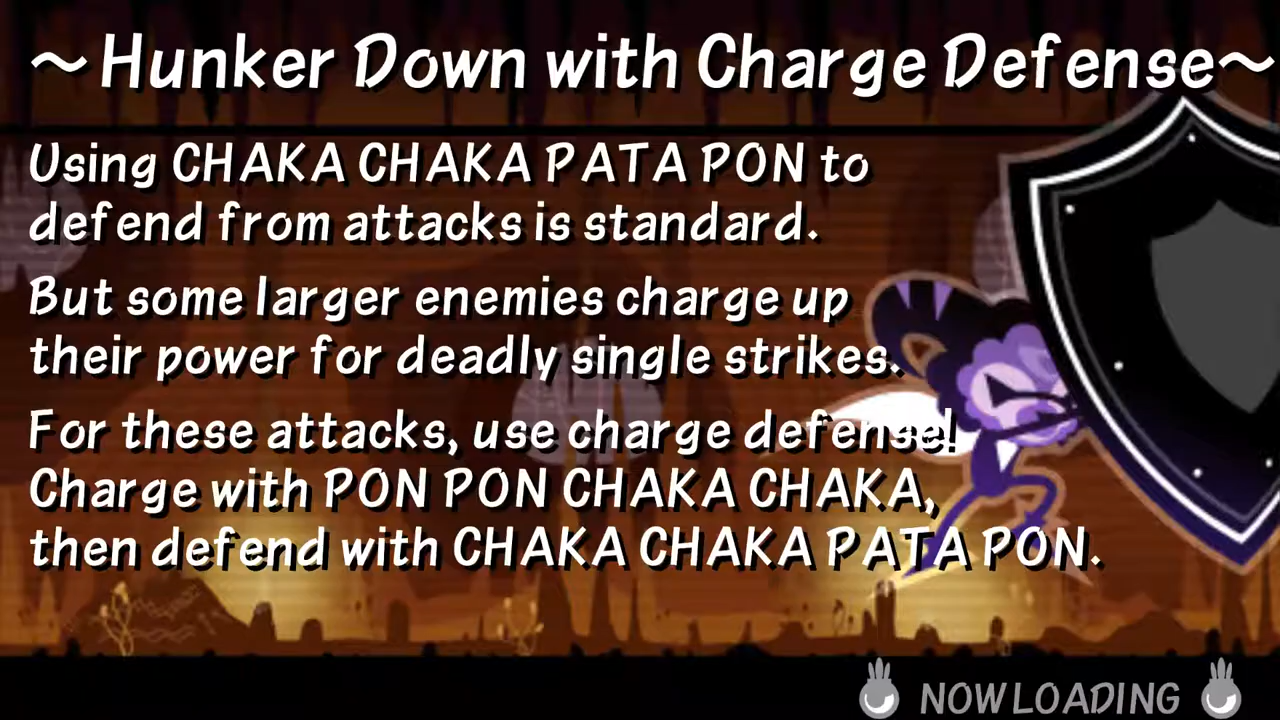 ~Hunker Down with Charge Defense~
Using CHAKA CHAKA PATA PON to
defend from attacks is standard.
But some larger enemies charge up
their power for deadly single strikes.
For these attacks, use charge defense!
Charge with PON PON CHAKA CHAKA,
then defend with CHAKA CHAKA PATA PON.
NOW LOADING